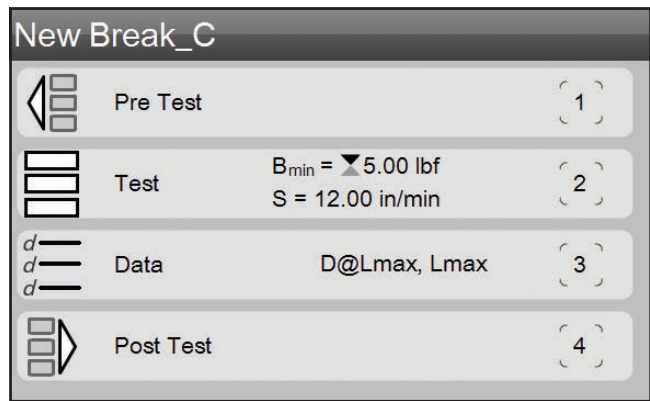 New Break_C
Pre Test 1
Test Bmin = 5.00 lbf 2
S = 12.00 in/min
d
d Data D@Lmax, Lmax 3
d
Post Test 4